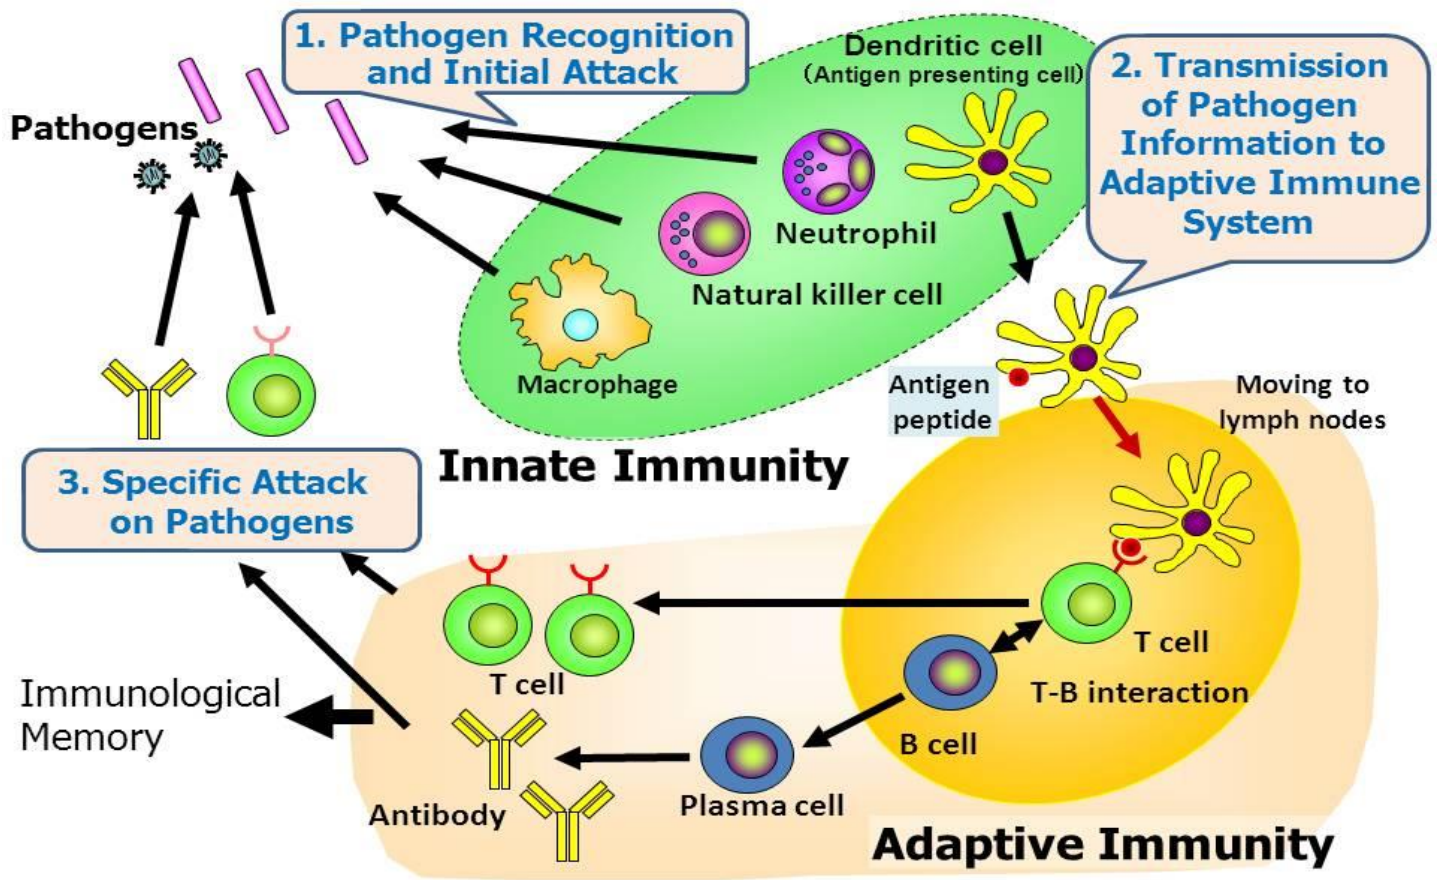 1. Pathogen Recognition
and Initial Attack
Dendritic cell
(Antigen presenting cell)
2. Transmission
of Pathogen
Information to
Adaptive Immune
System
Pathogens
Neutrophil
Natural killer cell
Macrophage
Antigen
peptide
Moving to
lymph nodes
Innate Immunity
3. Specific Attack
on Pathogens
T cell
T-B interaction
B cell
T cell
Immunological
Memory
Plasma cell
Antibody
Adaptive Immunity